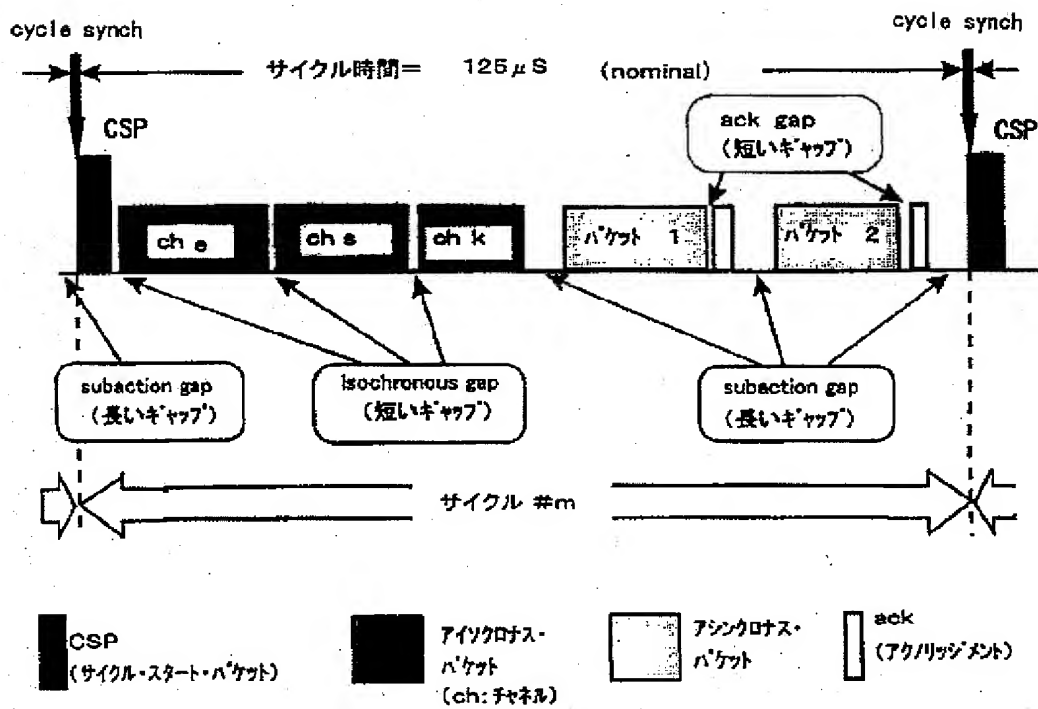 cycle synch
cycle synch
サイクル時間= 125μS (nominal)
CSP
ack gap
(短いギャップ)
CSP
ch e
ch s
ch k
パケット 1
パケット 2
subaction gap
(長いギャップ)
isochronous gap
(短いギャップ)
subaction gap
(長いギャップ)
サイクル #m
CSP
(サイクル・スタート・パケット)
アイソクロナス・
パケット
(ch:チャネル)
アシンクロナス・
パケット
ack
(アクノリッジメント)